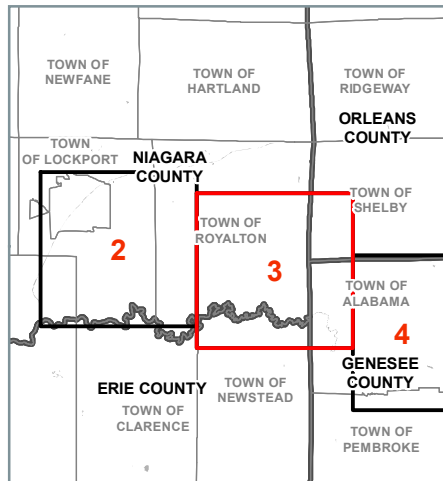 TOWN OF
NEWFANE
TOWN OF
HARTLAND
TOWN OF
RIDGEWAY
ORLEANS
COUNTY
TOWN
OF LOCKPORT
NIAGARA
COUNTY
TOWN OF
SHELBY
TOWN OF
ROYALTON
2
3
TOWN OF
ALABAMA
4
GENESEE
COUNTY
ERIE COUNTY
TOWN OF
NEWSTEAD
TOWN OF
CLARENCE
TOWN OF
PEMBROKE